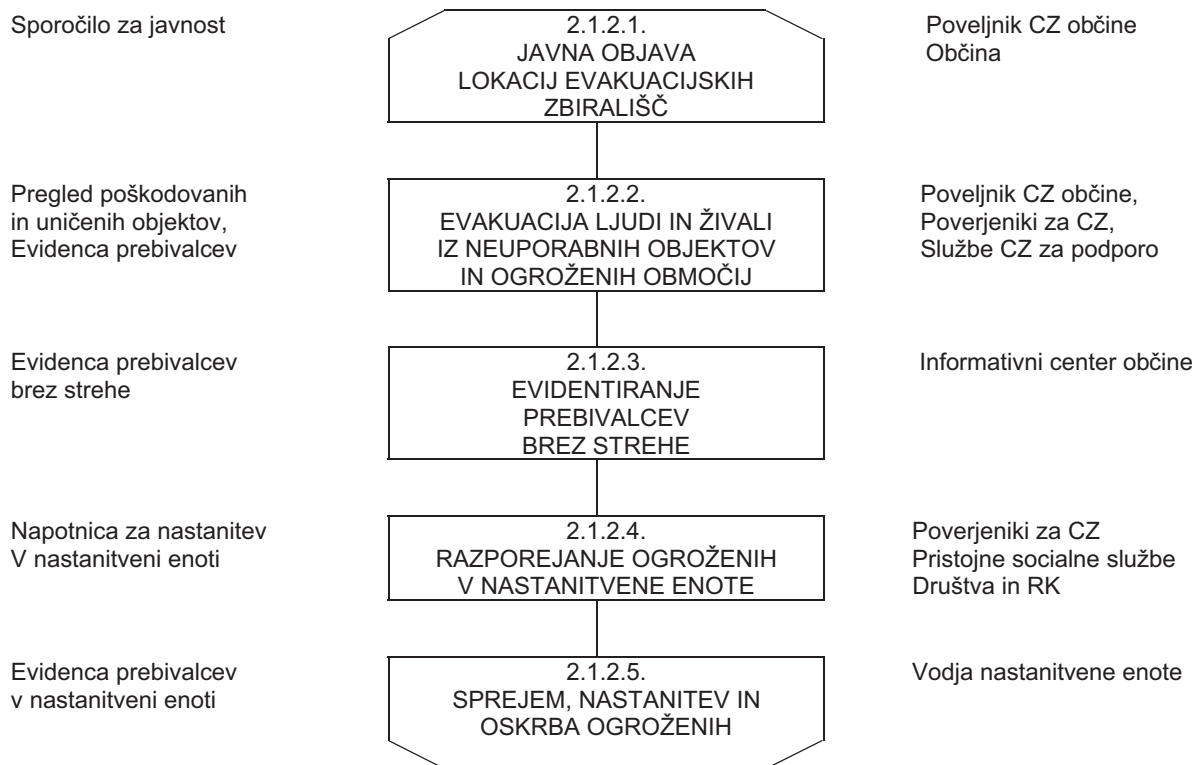 Sporočilo za javnost
2.1.2.1.
JAVNA OBJAVA
LOKACIJ EVAKUACIJSKIH
ZBIRALIŠČ
Poveljnik CZ občine
Občina
Pregled poškodovanih
in uničenih objektov,
Evidenca prebivalcev
2.1.2.2.
EVAKUACIJA LJUDI IN ŽIVALI
IZ NEUPORABNIH OBJEKTOV
IN OGROŽENIH OBMOČIJ
Poveljnik CZ občine,
Poverjeniki za CZ,
Službe CZ za podporo
Evidenca prebivalcev
brez strehe
2.1.2.3.
EVIDENTIRANJE
PREBIVALCEV
BREZ STREHE
Informativni center občine
Napotnica za nastanitev
V nastanitveni enoti
2.1.2.4.
RAZPOREJANJE OGROŽENIH
V NASTANITVENE ENOTE
Poverjeniki za CZ
Pristojne socialne službe
Društva in RK
Evidenca prebivalcev
v nastanitveni enoti
2.1.2.5.
SPREJEM, NASTANITEV IN
OSKRBA OGROŽENIH
Vodja nastanitvene enote